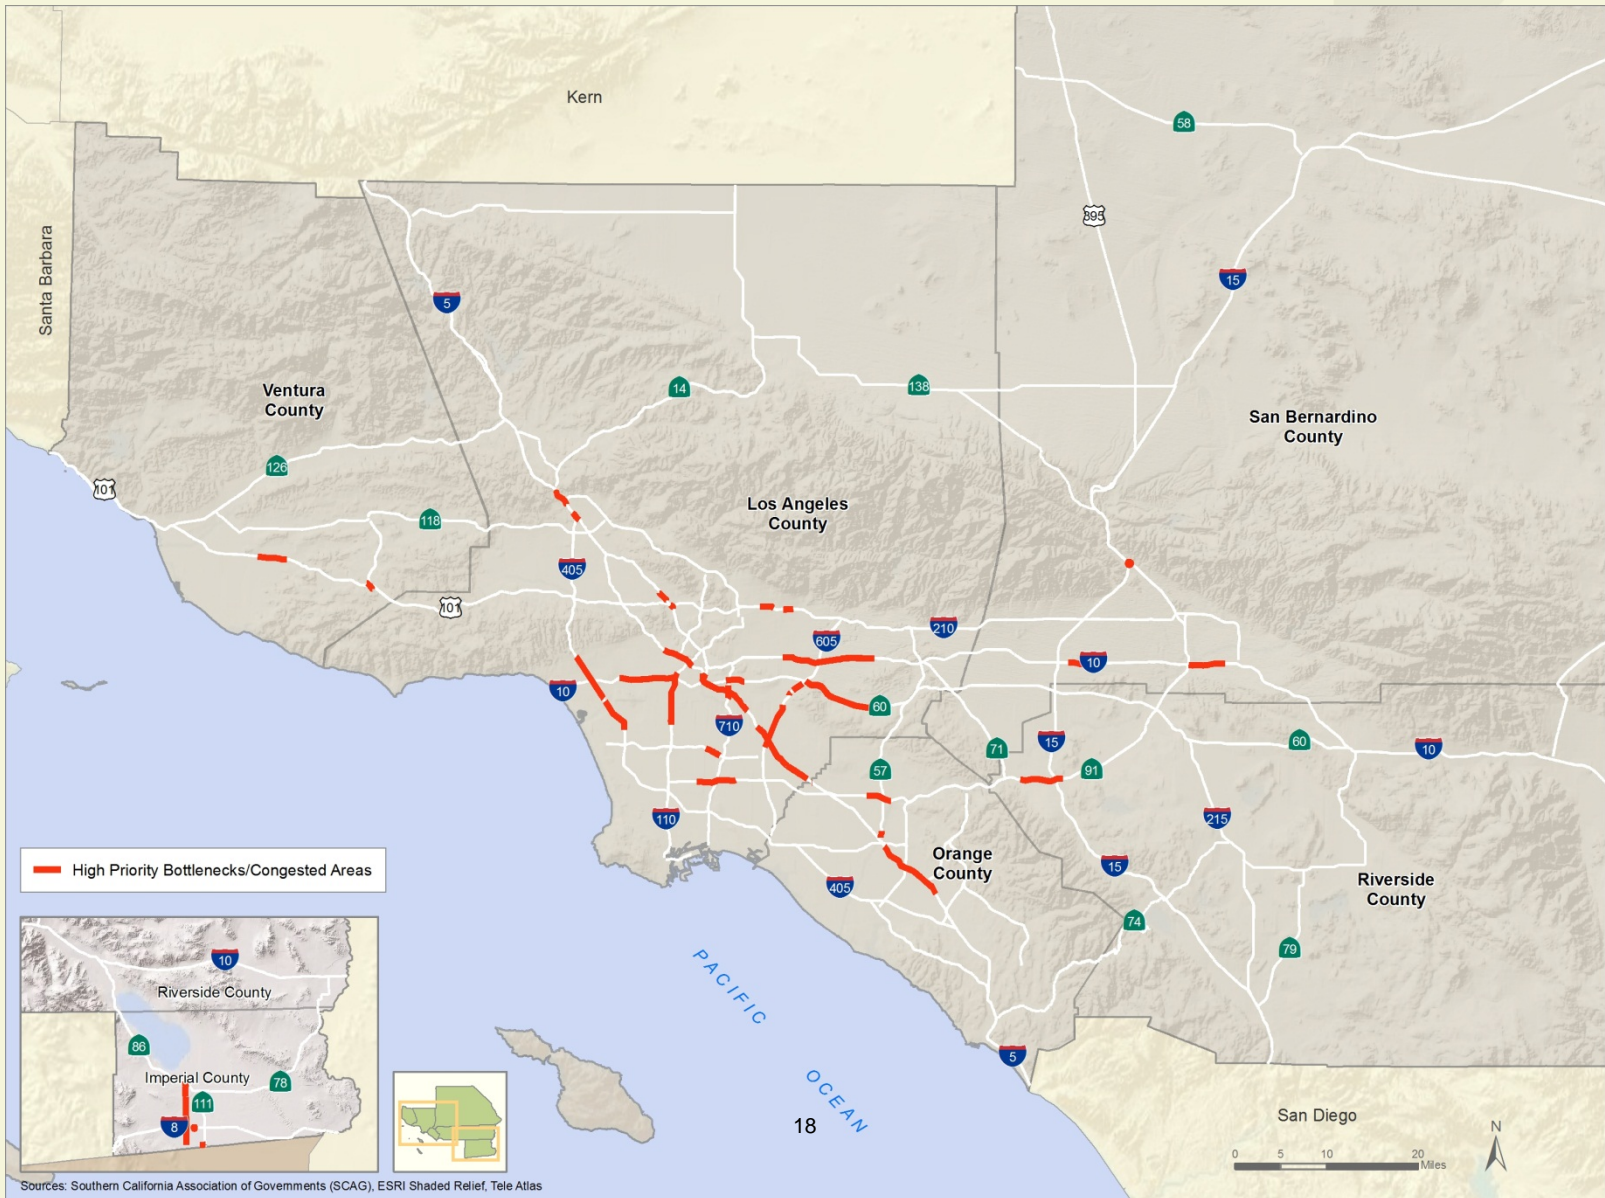 Kern
58
395
Santa Barbara
15
5
Ventura
County
14
138
San Bernardino
County
126
101
118
Los Angeles
County
405
101
210
605
10
10
60
710
71
15
60
10
57
91
110
215
High Priority Bottlenecks/Congested Areas
Orange
County
15
405
Riverside
County
74
79
10
Riverside County
PACIFIC
OCEAN
86
Imperial County
78
111
8
5
18
San Diego
N
0 5 10 20
Miles
Sources: Southern California Association of Governments (SCAG), ESRI Shaded Relief, Tele Atlas